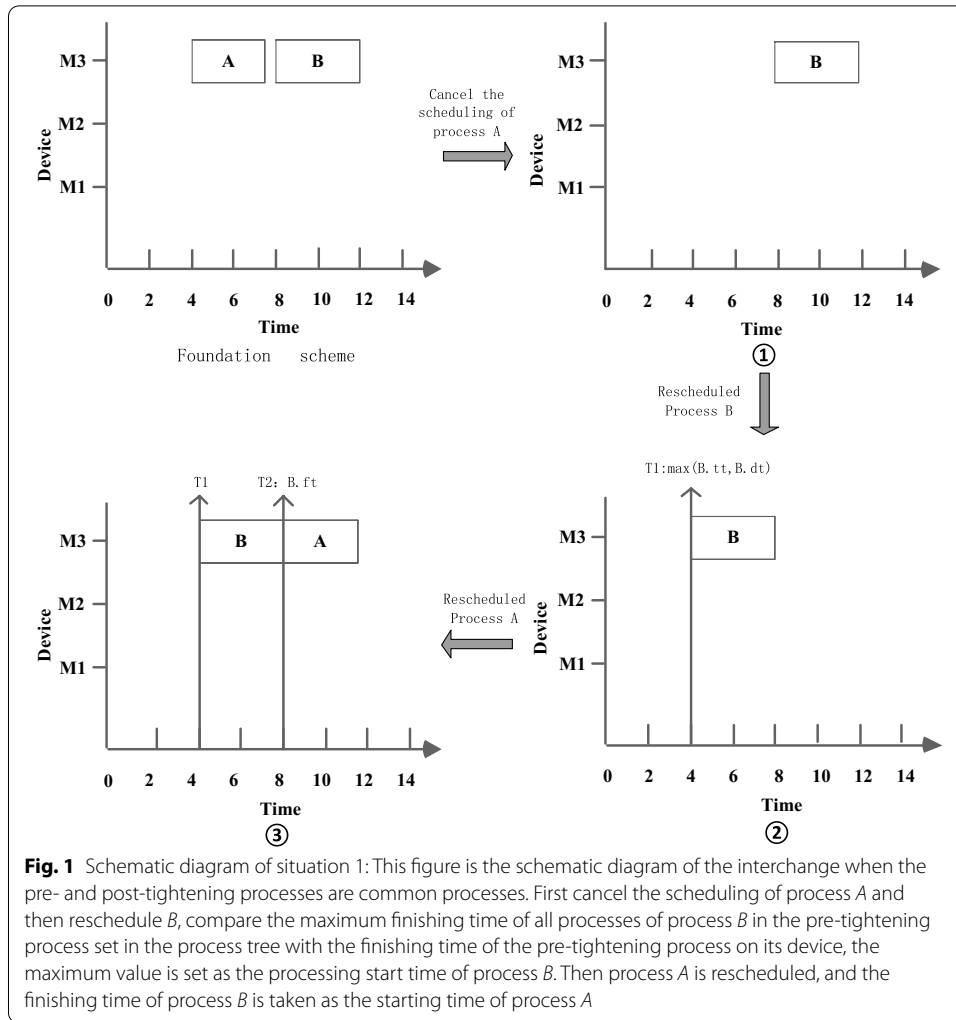 M3
A
B
M2
Device
M1
0 2 4 6 8 10 12 14
Time
Foundation scheme
Cancel the
scheduling of
process A
M3
B
M2
Device
M1
0 2 4 6 8 10 12 14
Time
①
Rescheduled
Process B
T1:max(B.tt,B.dt)
M3
B
M2
Device
M1
0 2 4 6 8 10 12 14
Time
②
Rescheduled
Process A
T1
T2: B.ft
M3
B
A
M2
Device
M1
0 2 4 6 8 10 12 14
Time
③
Fig. 1 Schematic diagram of situation 1: This figure is the schematic diagram of the interchange when the
pre- and post-tightening processes are common processes. First cancel the scheduling of process A and
then reschedule B, compare the maximum finishing time of all processes of process B in the pre-tightening
process set in the process tree with the finishing time of the pre-tightening process on its device, the
maximum value is set as the processing start time of process B. Then process A is rescheduled, and the
finishing time of process B is taken as the starting time of process A